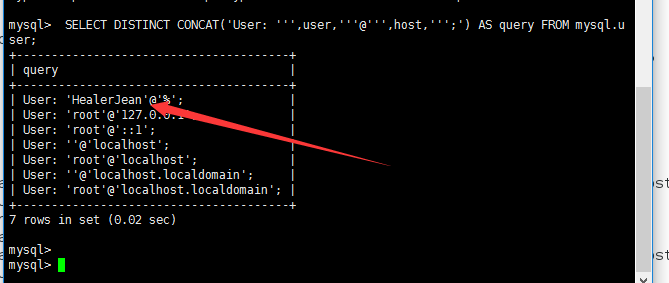 mysql>  SELECT DISTINCT CONCAT('User: ''',user,'''@''',host,''';') AS query FROM mysql.u
ser;
+---------------------------------------+
| query                                 |
+---------------------------------------+
| User: 'HealerJean'@'%';               |
| User: 'root'@'127.0.0.1               |
| User: 'root'@'::1';                   |
| User: ''@'localhost';                 |
| User: 'root'@'localhost';             |
| User: ''@'localhost.localdomain';     |
| User: 'root'@'localhost.localdomain'; |
+---------------------------------------+
7 rows in set (0.02 sec)
mysql>
mysql>
ost
ost